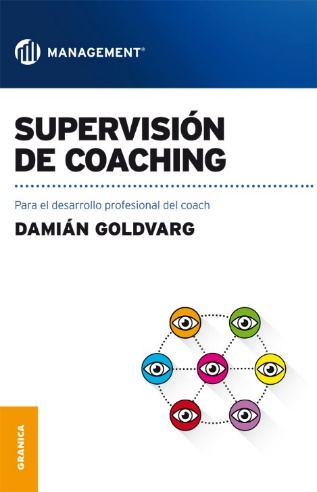 MANAGEMENT®
SUPERVISIÓN
DE COACHING
Para el desarrollo profesional del coach
DAMIÁN GOLDVARG
GRANICA